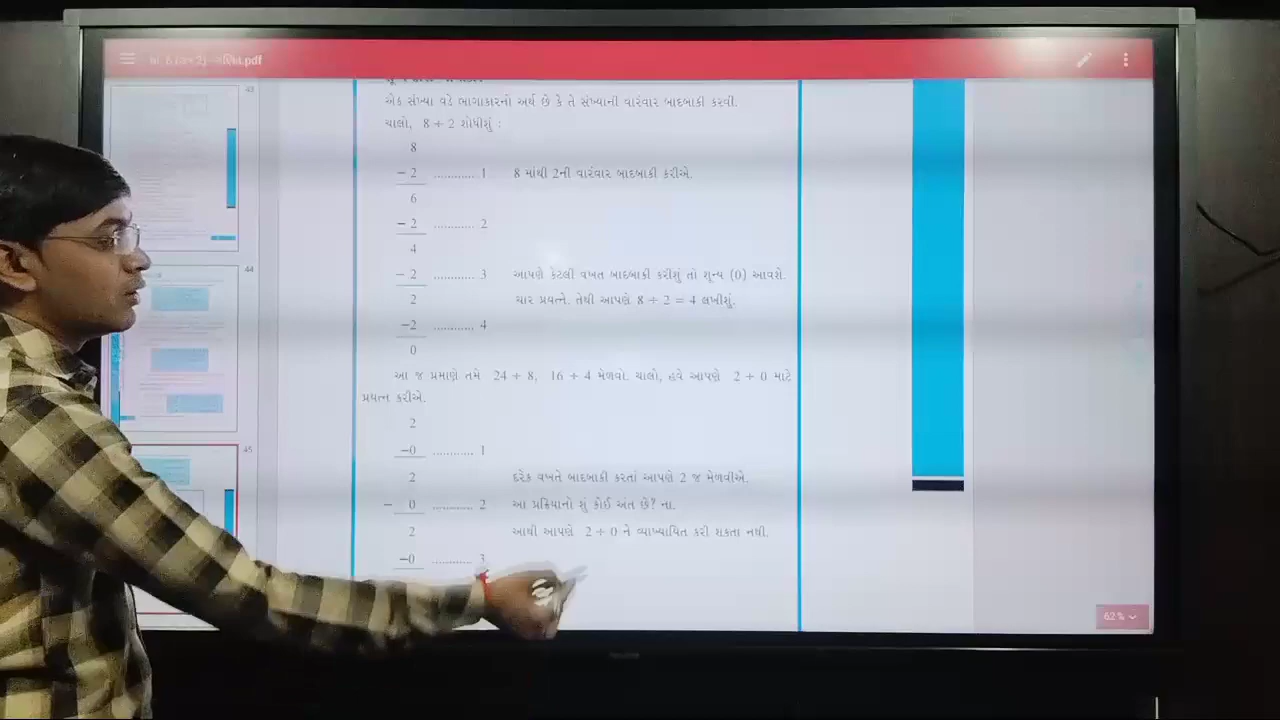 .pdf
43
એક સંખ્યા વડે ભાગાકારનો અર્થ છે કે તે સંખ્યાની વારંવાર બાદબાકી કરવી.
ચાલો, 8 ÷ 2 શોધીશું :
8
− 2 ............ 1 8 માંથી 2ની વારંવાર બાદબાકી કરીએ.
6
− 2 ........... 2
4
44
− 2 ............ 3 આપણે કેટલી વખત બાદબાકી કરીશું તો શૂન્ય (0) આવશે.
2 ચાર પ્રયત્ને. તેથી આપણે 8 ÷ 2 = 4 લખીશું.
−2 ............ 4
0
આ જ પ્રમાણે તમે 24 ÷ 8, 16 ÷ 4 મેળવો. ચાલો, હવે આપણે 2 ÷ 0 માટે
પ્રયત્ન કરીએ.
2
45
−0 ............ 1
2 દરેક વખતે બાદબાકી કરતાં આપણે 2 જ મેળવીએ.
− 0 ............ 2 આ પ્રક્રિયાનો શું કોઈ અંત છે? ના.
2 આથી આપણે 2 ÷ 0 ને વ્યાખ્યાયિત કરી શકતા નથી.
−0 ............ 3
62%